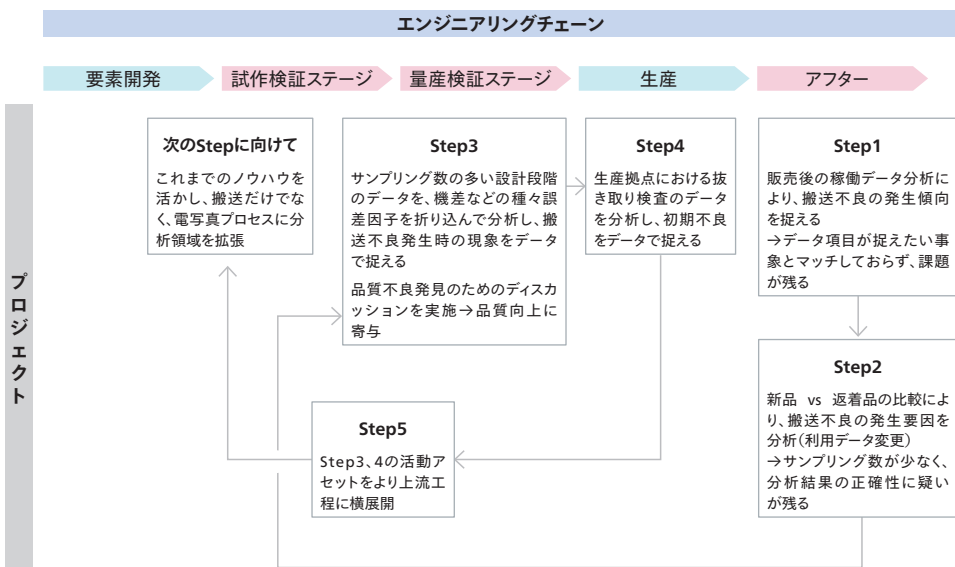 エンジニアリングチェーン
要素開発
試作検証ステージ
量産検証ステージ
生産
アフター
プロジェクト
次のStepに向けて
これまでのノウハウを
活かし、搬送だけでな
く、電写真プロセスに分
析領域を拡張
Step3
サンプリング数の多い設計段階
のデータを、機差などの種々誤
差因子を折り込んで分析し、搬
送不良発生時の現象をデータ
で捉える
品質不良発見のためのディスカ
ッションを実施→品質向上に
寄与
Step4
生産拠点における抜
き取り検査のデータ
を分析し、初期不良
をデータで捉える
Step1
販売後の稼働データ分析に
より、搬送不良の発生傾向
を捉える
→データ項目が捉えたい事
象とマッチしておらず、課題
が残る
Step2
新品 vs 返着品の比較によ
り、搬送不良の発生要因を
分析(利用データ変更)
→サンプリング数が少なく、
分析結果の正確性に疑い
が残る
Step5
Step3、4の活動ア
セットをより上流工
程に横展開